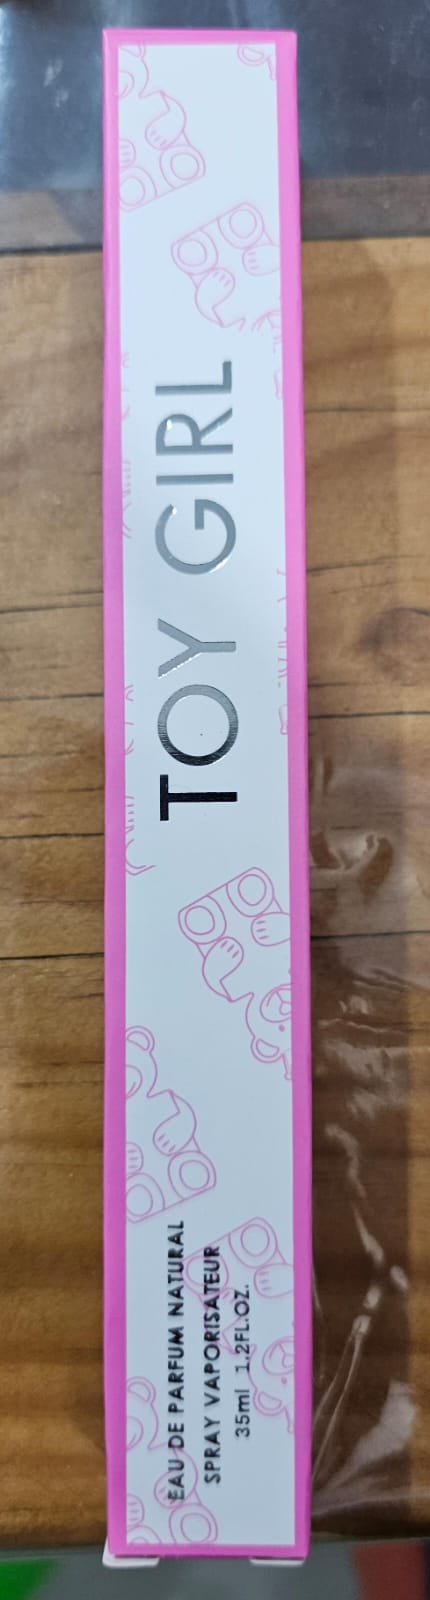 TOY GIRL
EAU DE PARFUM NATURAL
SPRAY VAPORISATEUR
35ml 1.2FL.OZ.